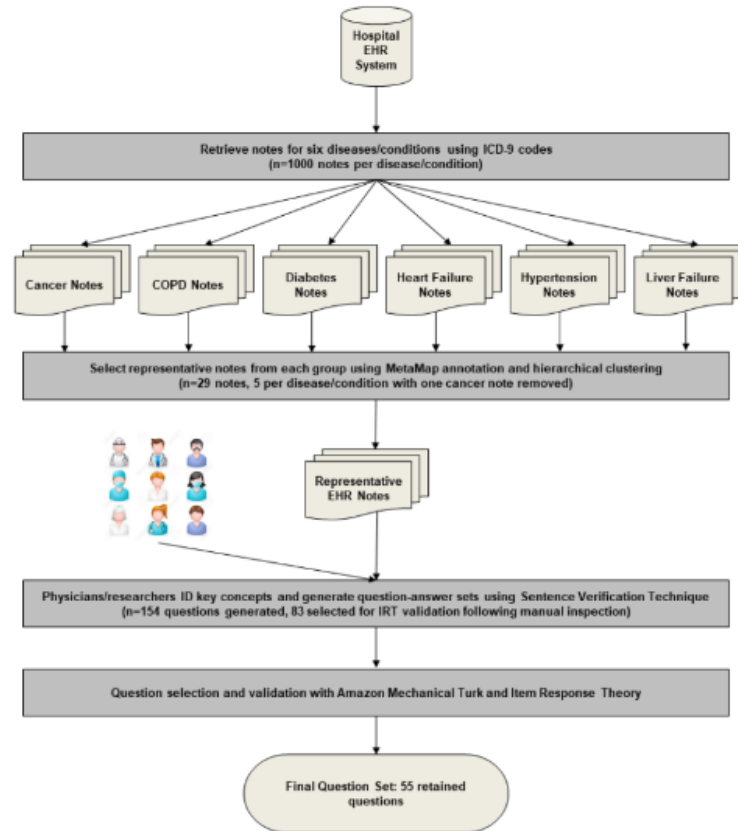 Hospital
EHR
System
Retrieve notes for six diseases/conditions using ICD-9 codes
(n=1000 notes per disease/condition)
Cancer Notes
COPD Notes
Diabetes
Notes
Heart Failure
Notes
Hypertension
Notes
Liver Failure
Notes
Select representative notes from each group using MetaMap annotation and hierarchical clustering
(n=29 notes, 5 per disease/condition with one cancer note removed)
Representative
EHR Notes
Physicians/researchers ID key concepts and generate question-answer sets using Sentence Verification Technique
(n=154 questions generated, 83 selected for IRT validation following manual inspection)
Question selection and validation with Amazon Mechanical Turk and Item Response Theory
Final Question Set: 55 retained
questions